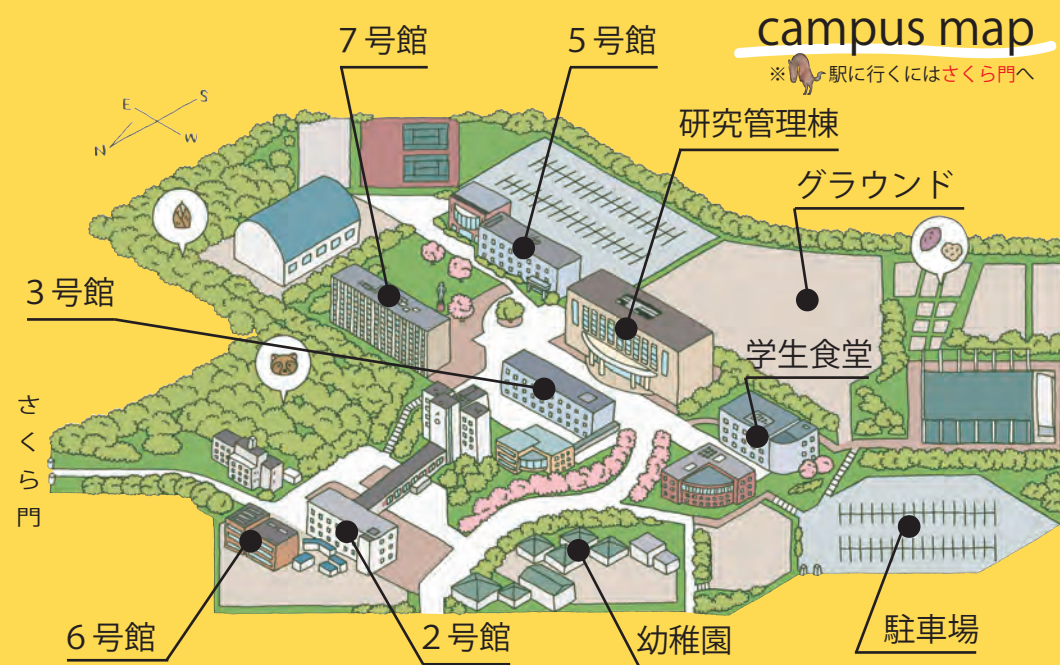 campus map
※駅に行くにはさくら門へ
7号館
5号館
研究管理棟
グラウンド
E
S
N
W
3号館
学生食堂
さくら門
6号館
2号館
幼稚園
駐車場